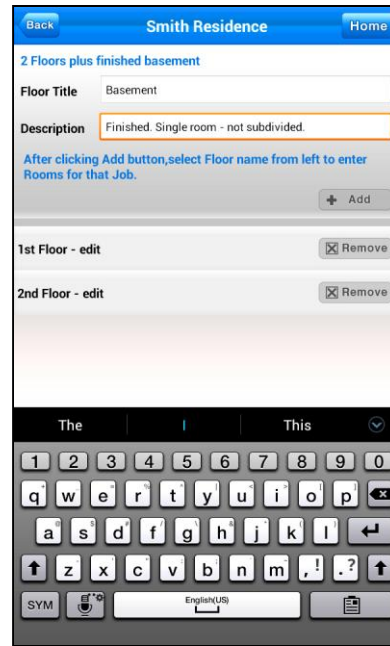 Back Smith Residence Home
2 Floors plus finished basement
Floor Title Basement
Description Finished. Single room - not subdivided.
After clicking Add button,select Floor name from left to enter
Rooms for that Job.
Add
1st Floor - edit Remove
2nd Floor - edit Remove
The I This
1 2 3 4 5 6 7 8 9 0
q w e r t y u i o p
a s d f g h j k l
z x c v b n m , ! . ?
SYM English(US)